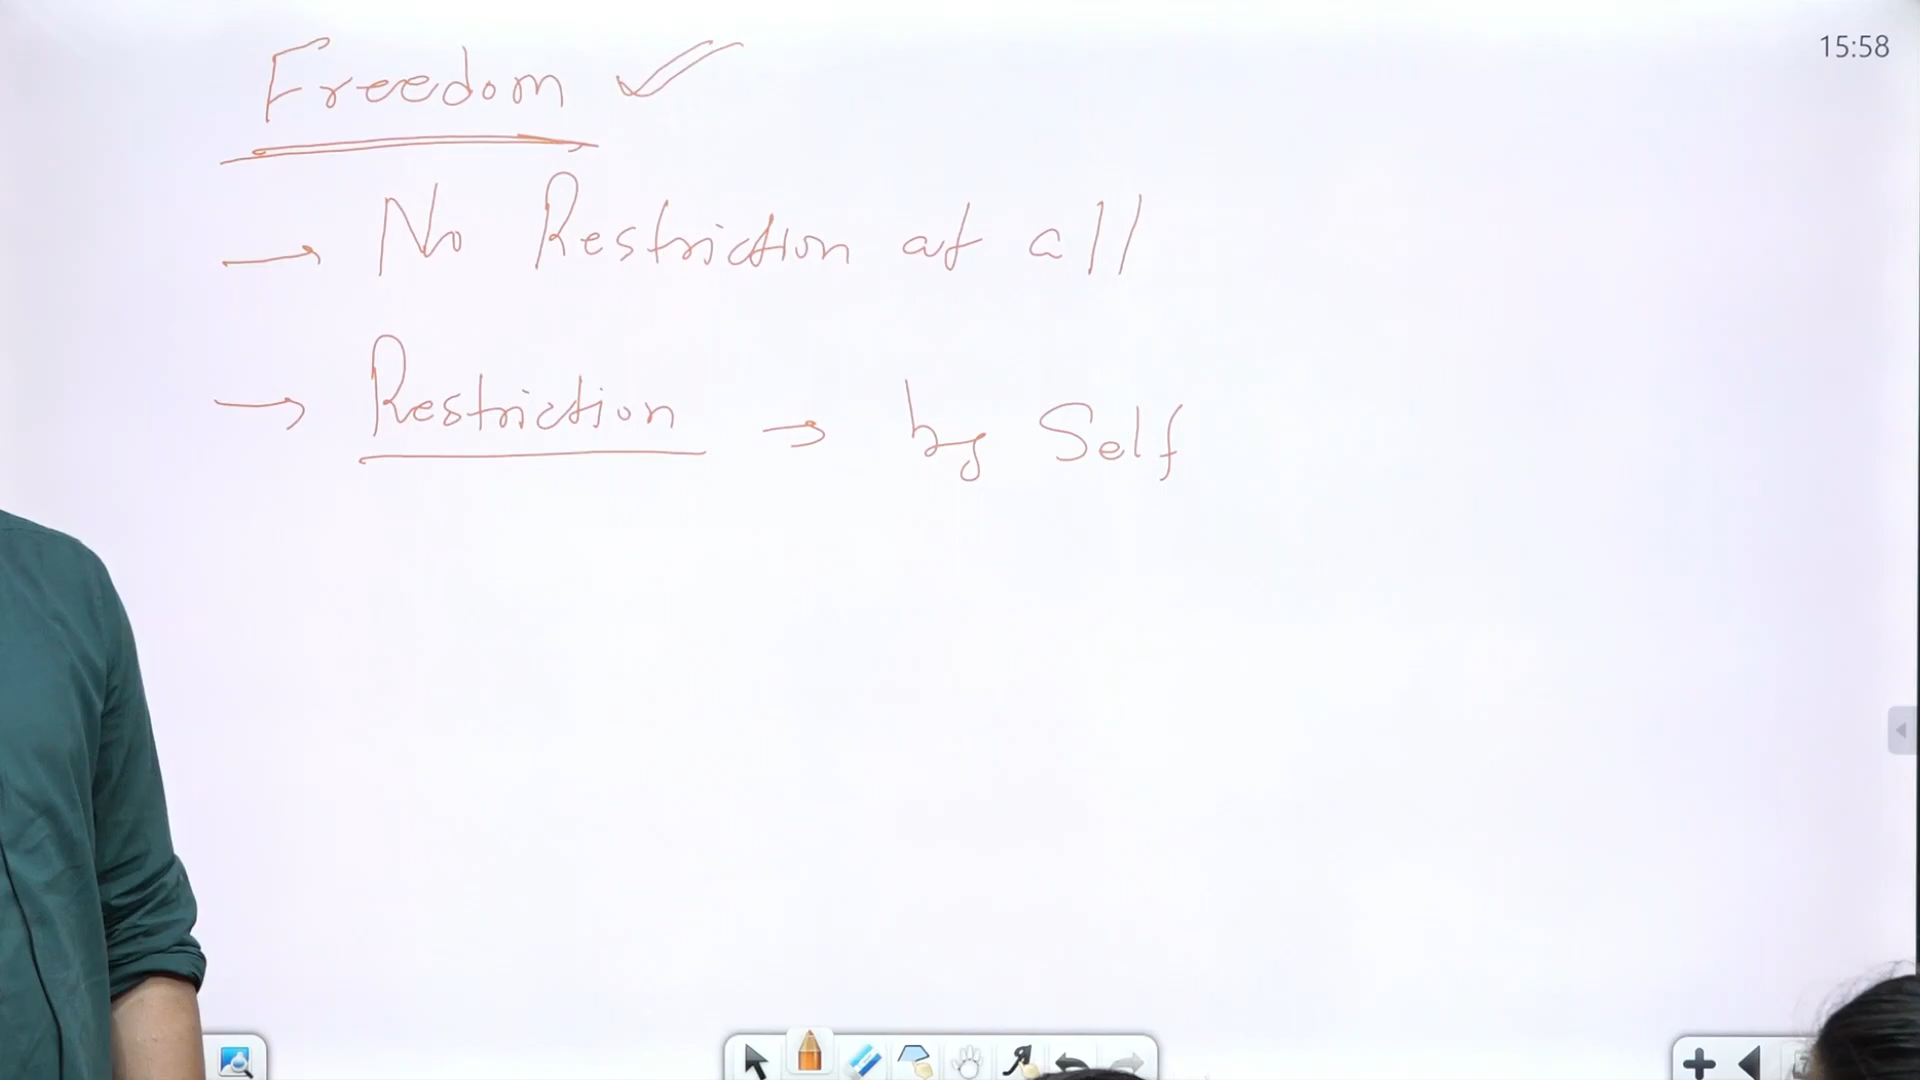 15:58
Freedom ✓
→ No Restriction at all
→ Restriction → by Self